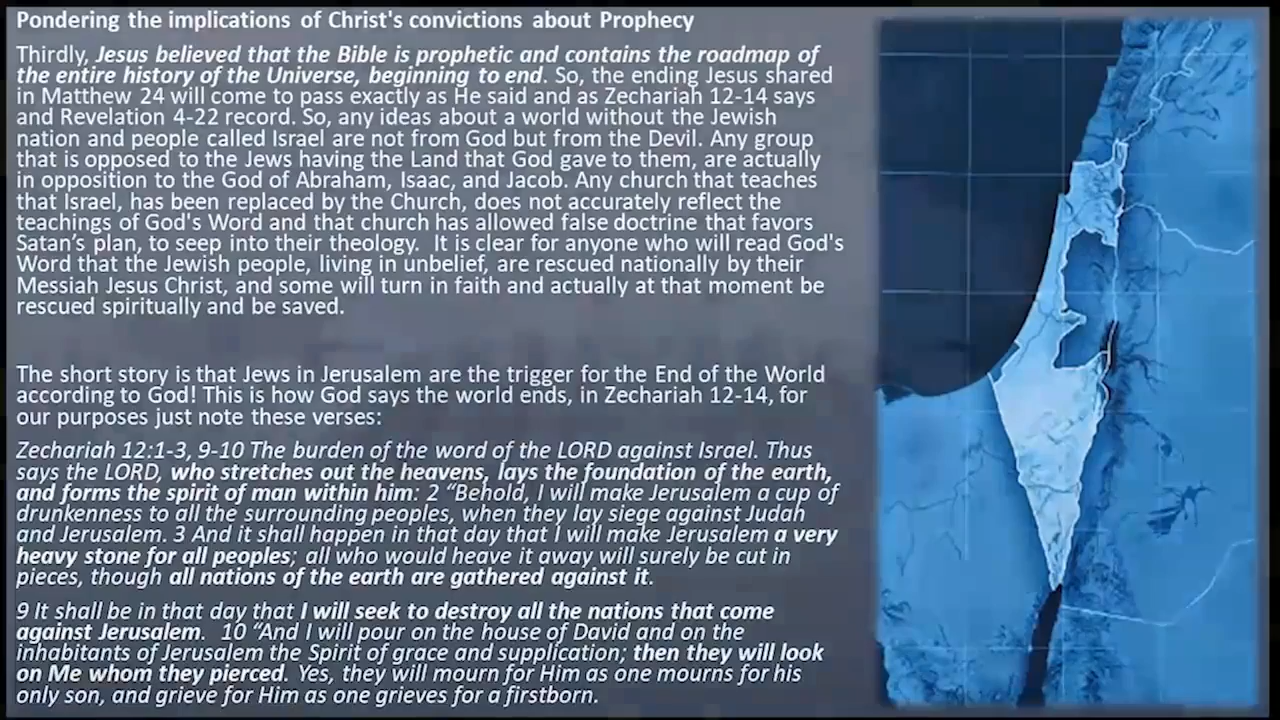 Pondering the implications of Christ's convictions about Prophecy
Thirdly, Jesus believed that the Bible is prophetic and contains the roadmap of
the entire history of the Universe, beginning to end. So, the ending Jesus shared
in Matthew 24 will come to pass exactly as He said and as Zechariah 12-14 says
and Revelation 4-22 record. So, any ideas about a world without the Jewish
nation and people called Israel are not from God but from the Devil. Any group
that is opposed to the Jews having the Land that God gave to them, are actually
in opposition to the God of Abraham, Isaac, and Jacob. Any church that teaches
that Israel, has been replaced by the Church, does not accurately reflect the
teachings of God's Word and that church has allowed false doctrine that favors
Satan’s plan, to seep into their theology.  It is clear for anyone who will read God's
Word that the Jewish people, living in unbelief, are rescued nationally by their
Messiah Jesus Christ, and some will turn in faith and actually at that moment be
rescued spiritually and be saved.
The short story is that Jews in Jerusalem are the trigger for the End of the World
according to God! This is how God says the world ends, in Zechariah 12-14, for
our purposes just note these verses:
Zechariah 12:1-3, 9-10 The burden of the word of the LORD against Israel. Thus
says the LORD, who stretches out the heavens, lays the foundation of the earth,
and forms the spirit of man within him: 2 “Behold, I will make Jerusalem a cup of
drunkenness to all the surrounding peoples, when they lay siege against Judah
and Jerusalem. 3 And it shall happen in that day that I will make Jerusalem a very
heavy stone for all peoples; all who would heave it away will surely be cut in
pieces, though all nations of the earth are gathered against it.
9 It shall be in that day that I will seek to destroy all the nations that come
against Jerusalem.  10 “And I will pour on the house of David and on the
inhabitants of Jerusalem the Spirit of grace and supplication; then they will look
on Me whom they pierced. Yes, they will mourn for Him as one mourns for his
only son, and grieve for Him as one grieves for a firstborn.